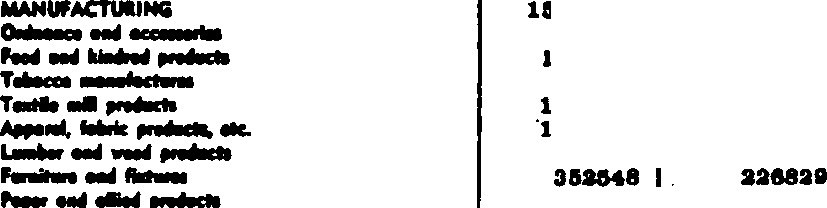 MANUFACTURING 15
Ordnance and accessories
Food and kindred products 1
Tobacco manufactures
Textile mill products 1
Apparel, fabric products, etc. 1
Lumber and wood products
Furniture and fixtures 352548 | 226829
Paper and allied products